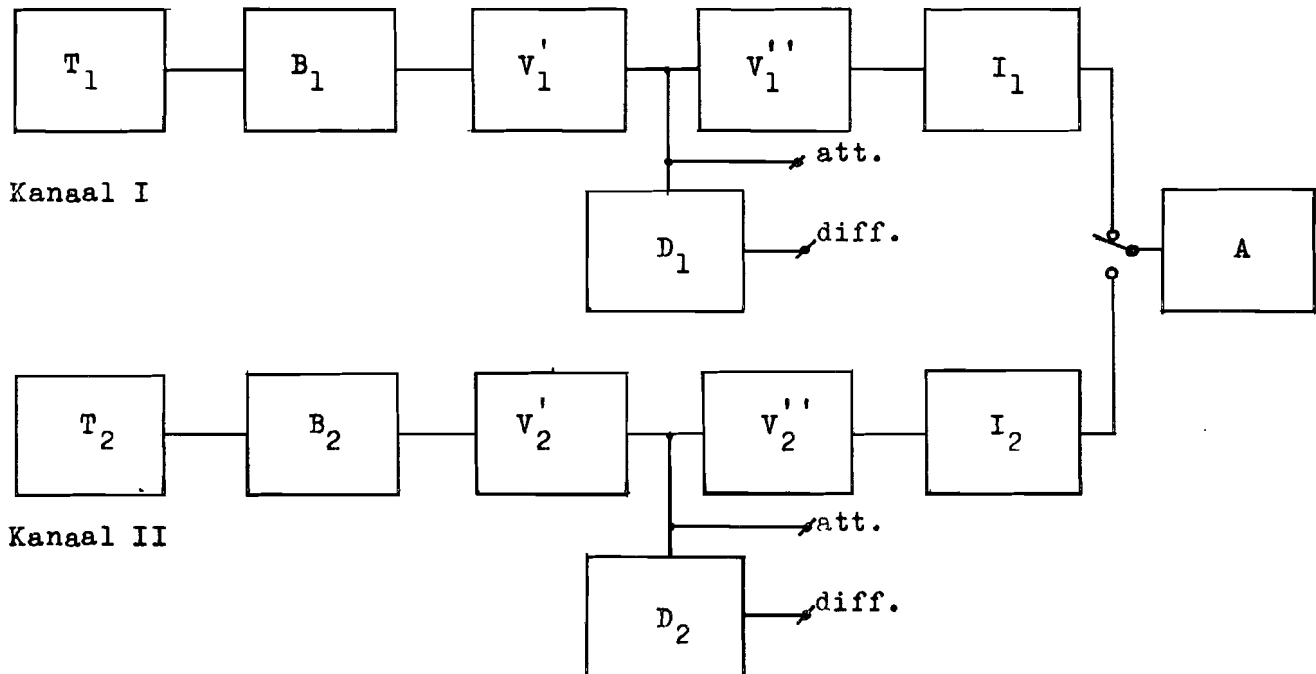 T₁ B₁ V₁' V₁'' I₁
att.
Kanaal I
diff.
D₁ A
T₂ B₂ V₂' V₂'' I₂
att.
Kanaal II
diff.
D₂